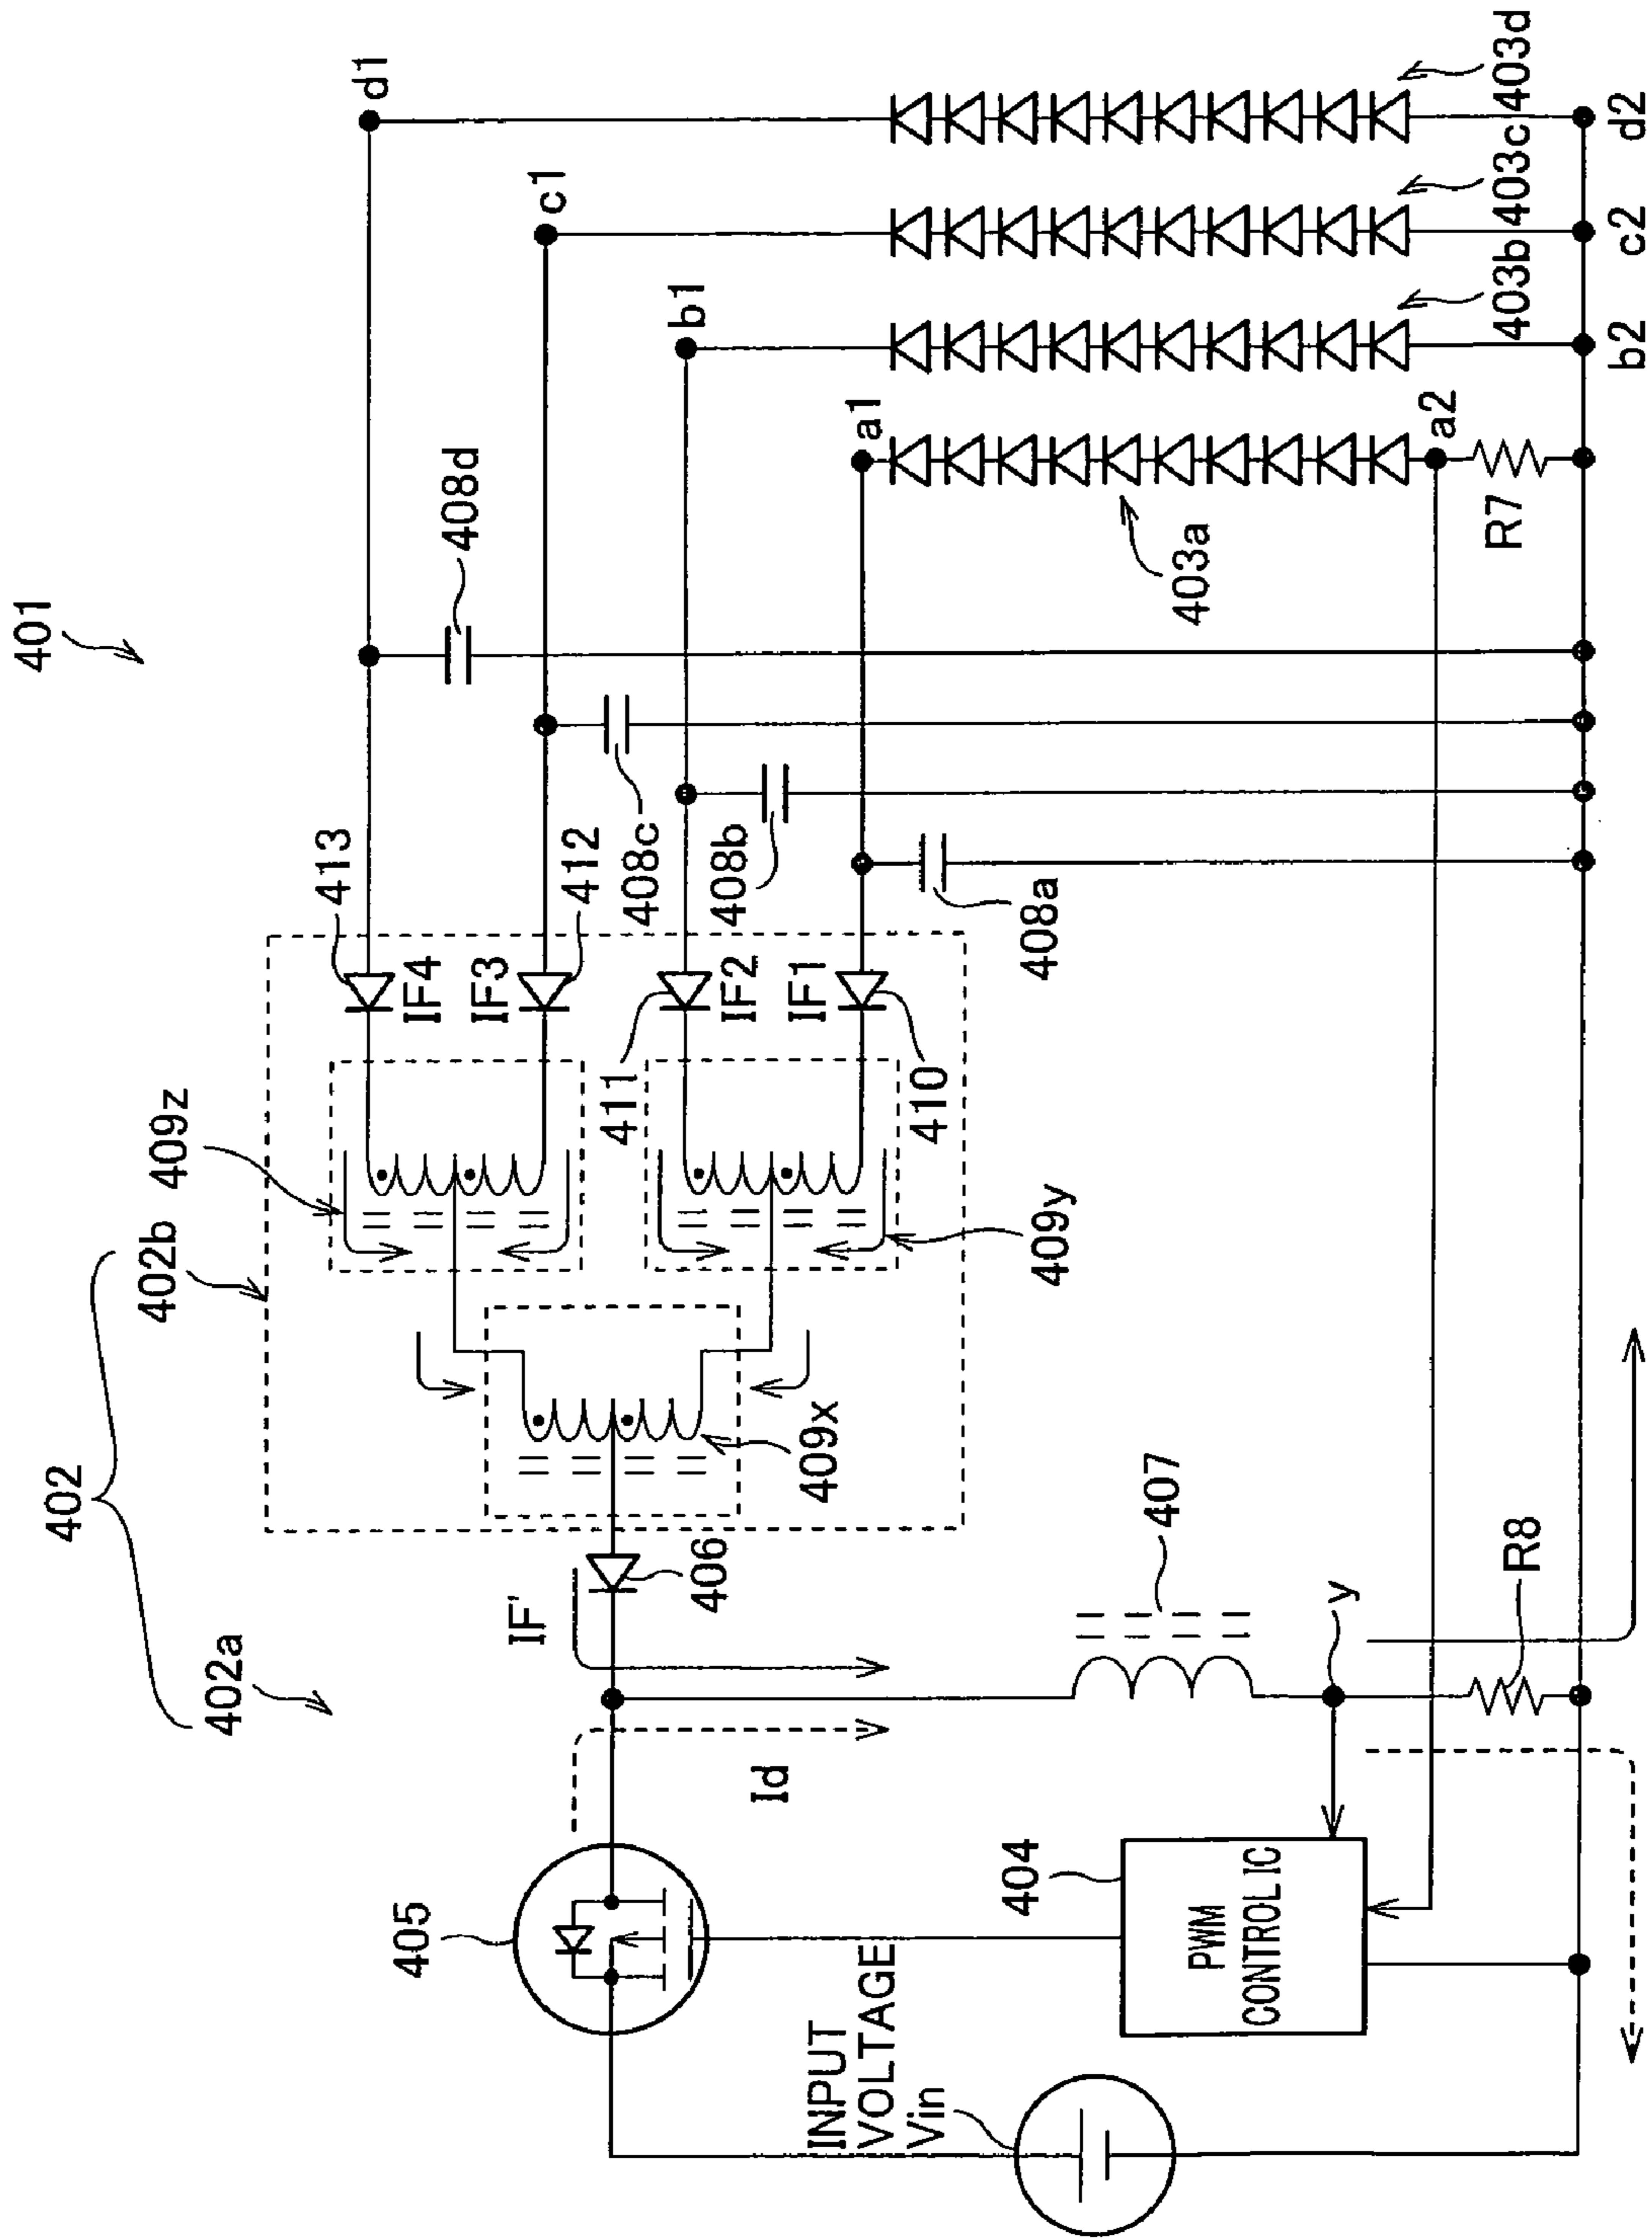 401
402
402a
402b
409z
413
408d
d1
c1
b1
a1
IF4
IF3
412
408c
411
IF2
408b
IF1
410
409y
408a
409x
IF'
406
405
Id
407
INPUT
VOLTAGE
Vin
404
PWM
CONTROLIC
y
R8
403a
a2
R7
403b
403c
403d
b2
c2
d2